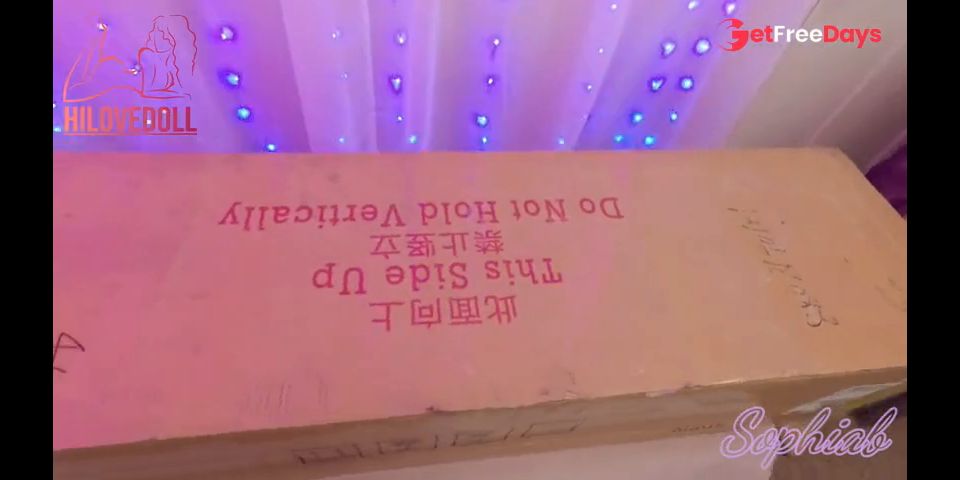 HILOVEDOLL
GetFreeDays
此面向上
This Side Up
禁止竖立
Do Not Hold Vertically
Sophiab